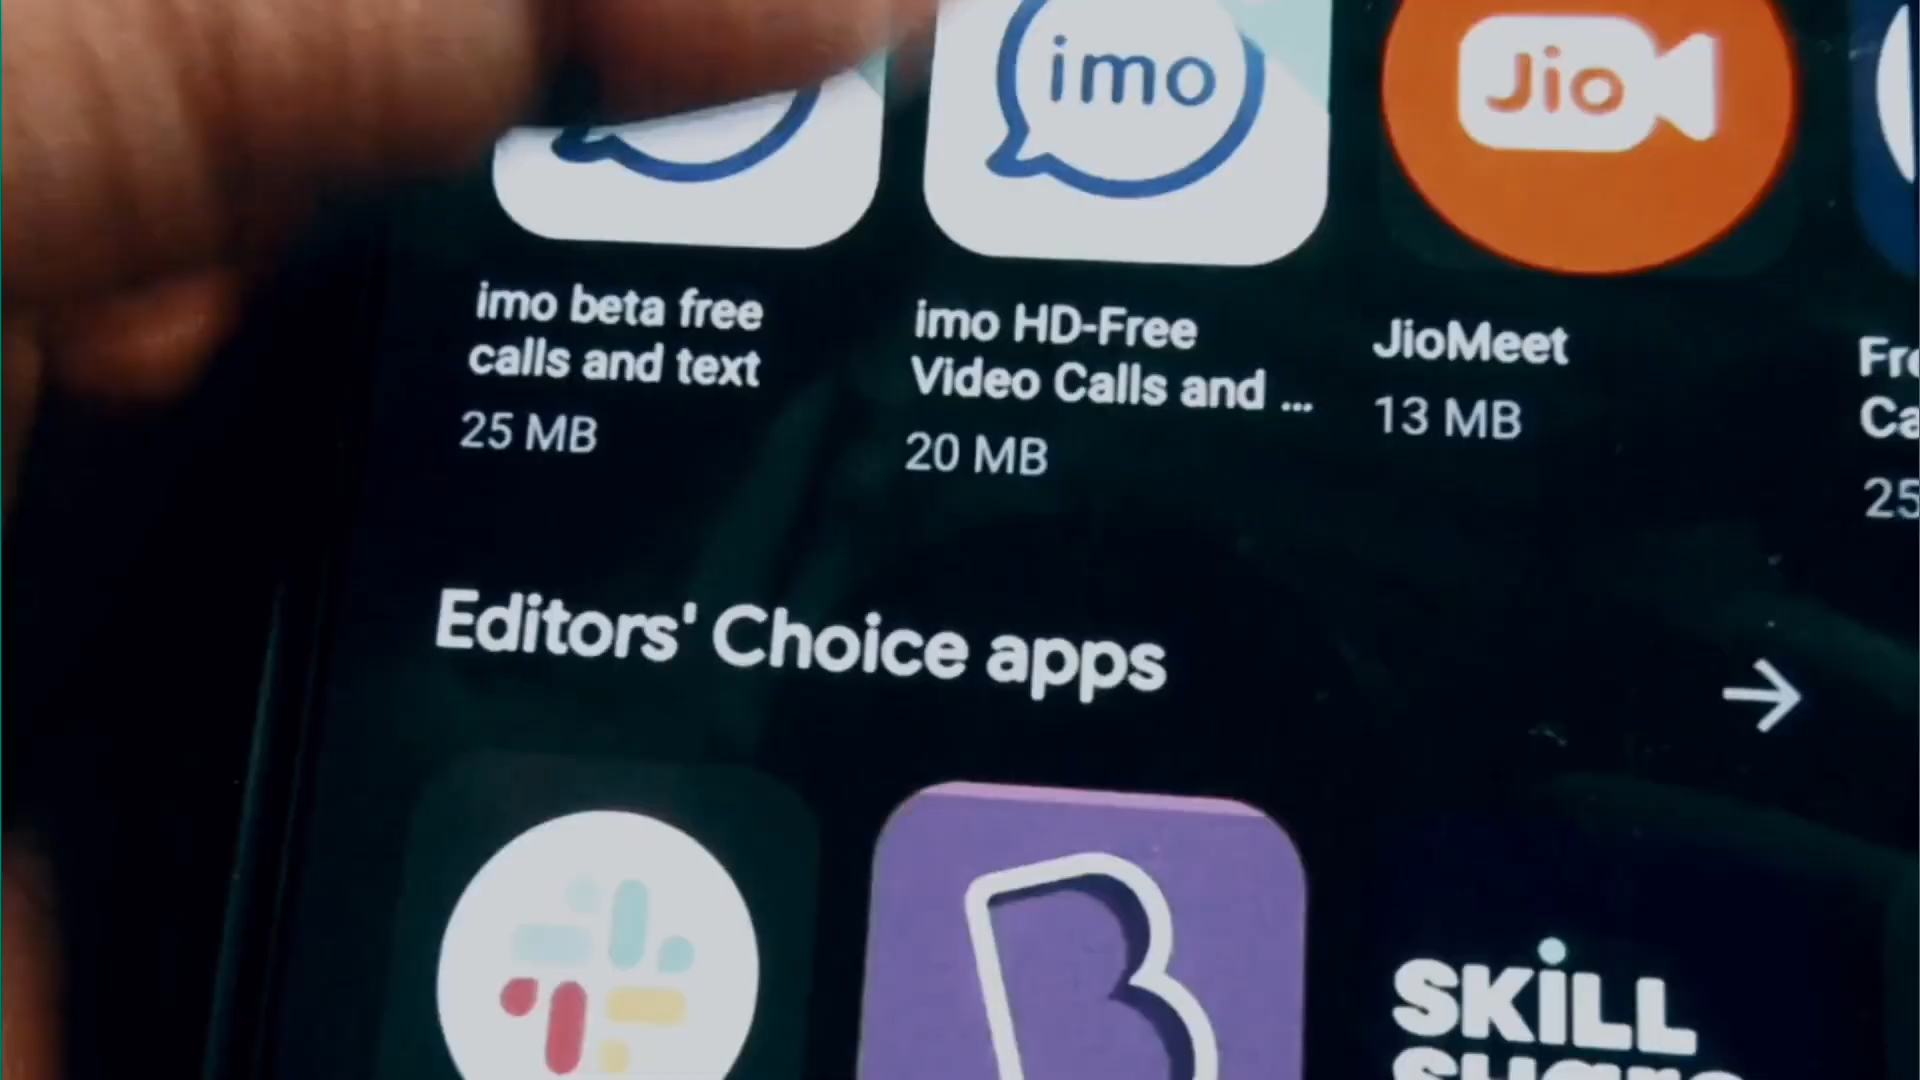 imo
Jio
imo beta free
calls and text
25 MB
imo HD-Free
Video Calls and ...
20 MB
JioMeet
13 MB
25
Editors' Choice apps
B
SKiLL